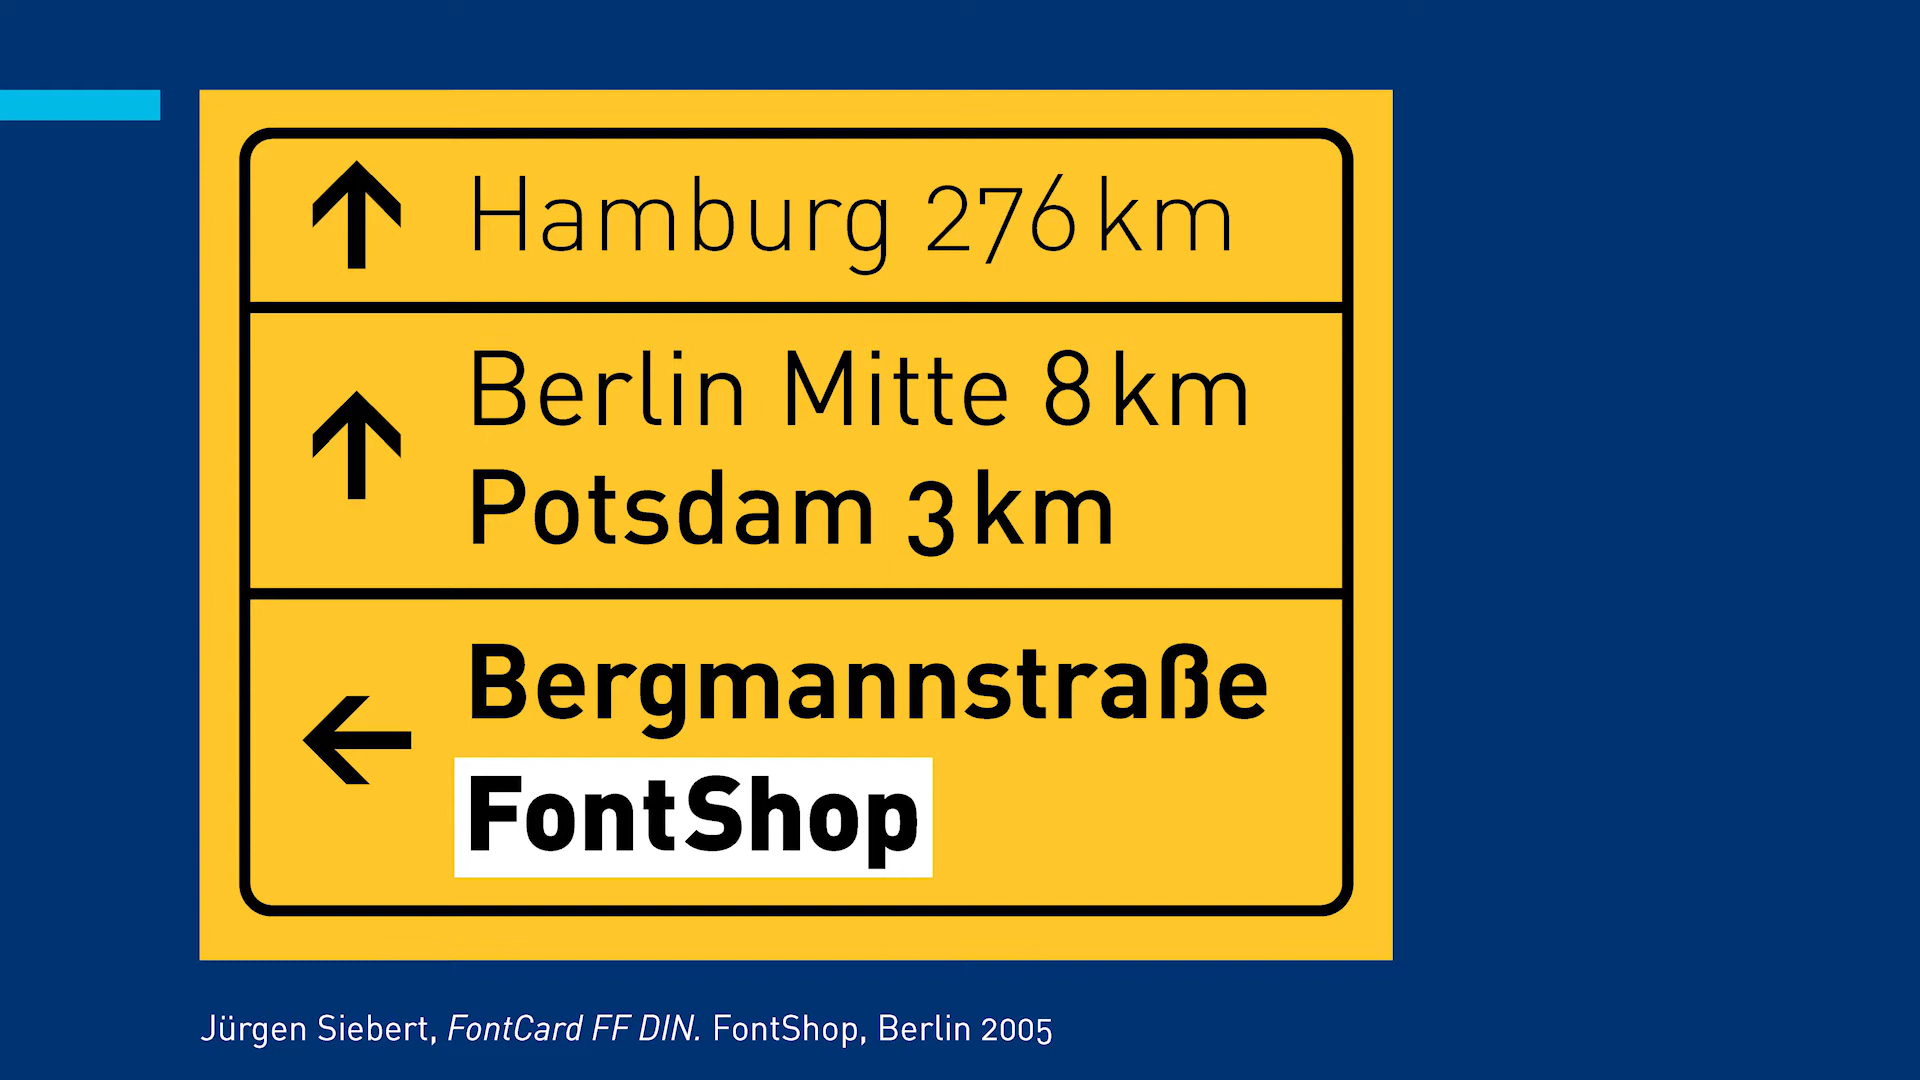 Hamburg 276 km
Berlin Mitte 8 km
Potsdam 3 km
Bergmannstraße
FontShop
Jürgen Siebert, FontCard FF DIN. FontShop, Berlin 2005